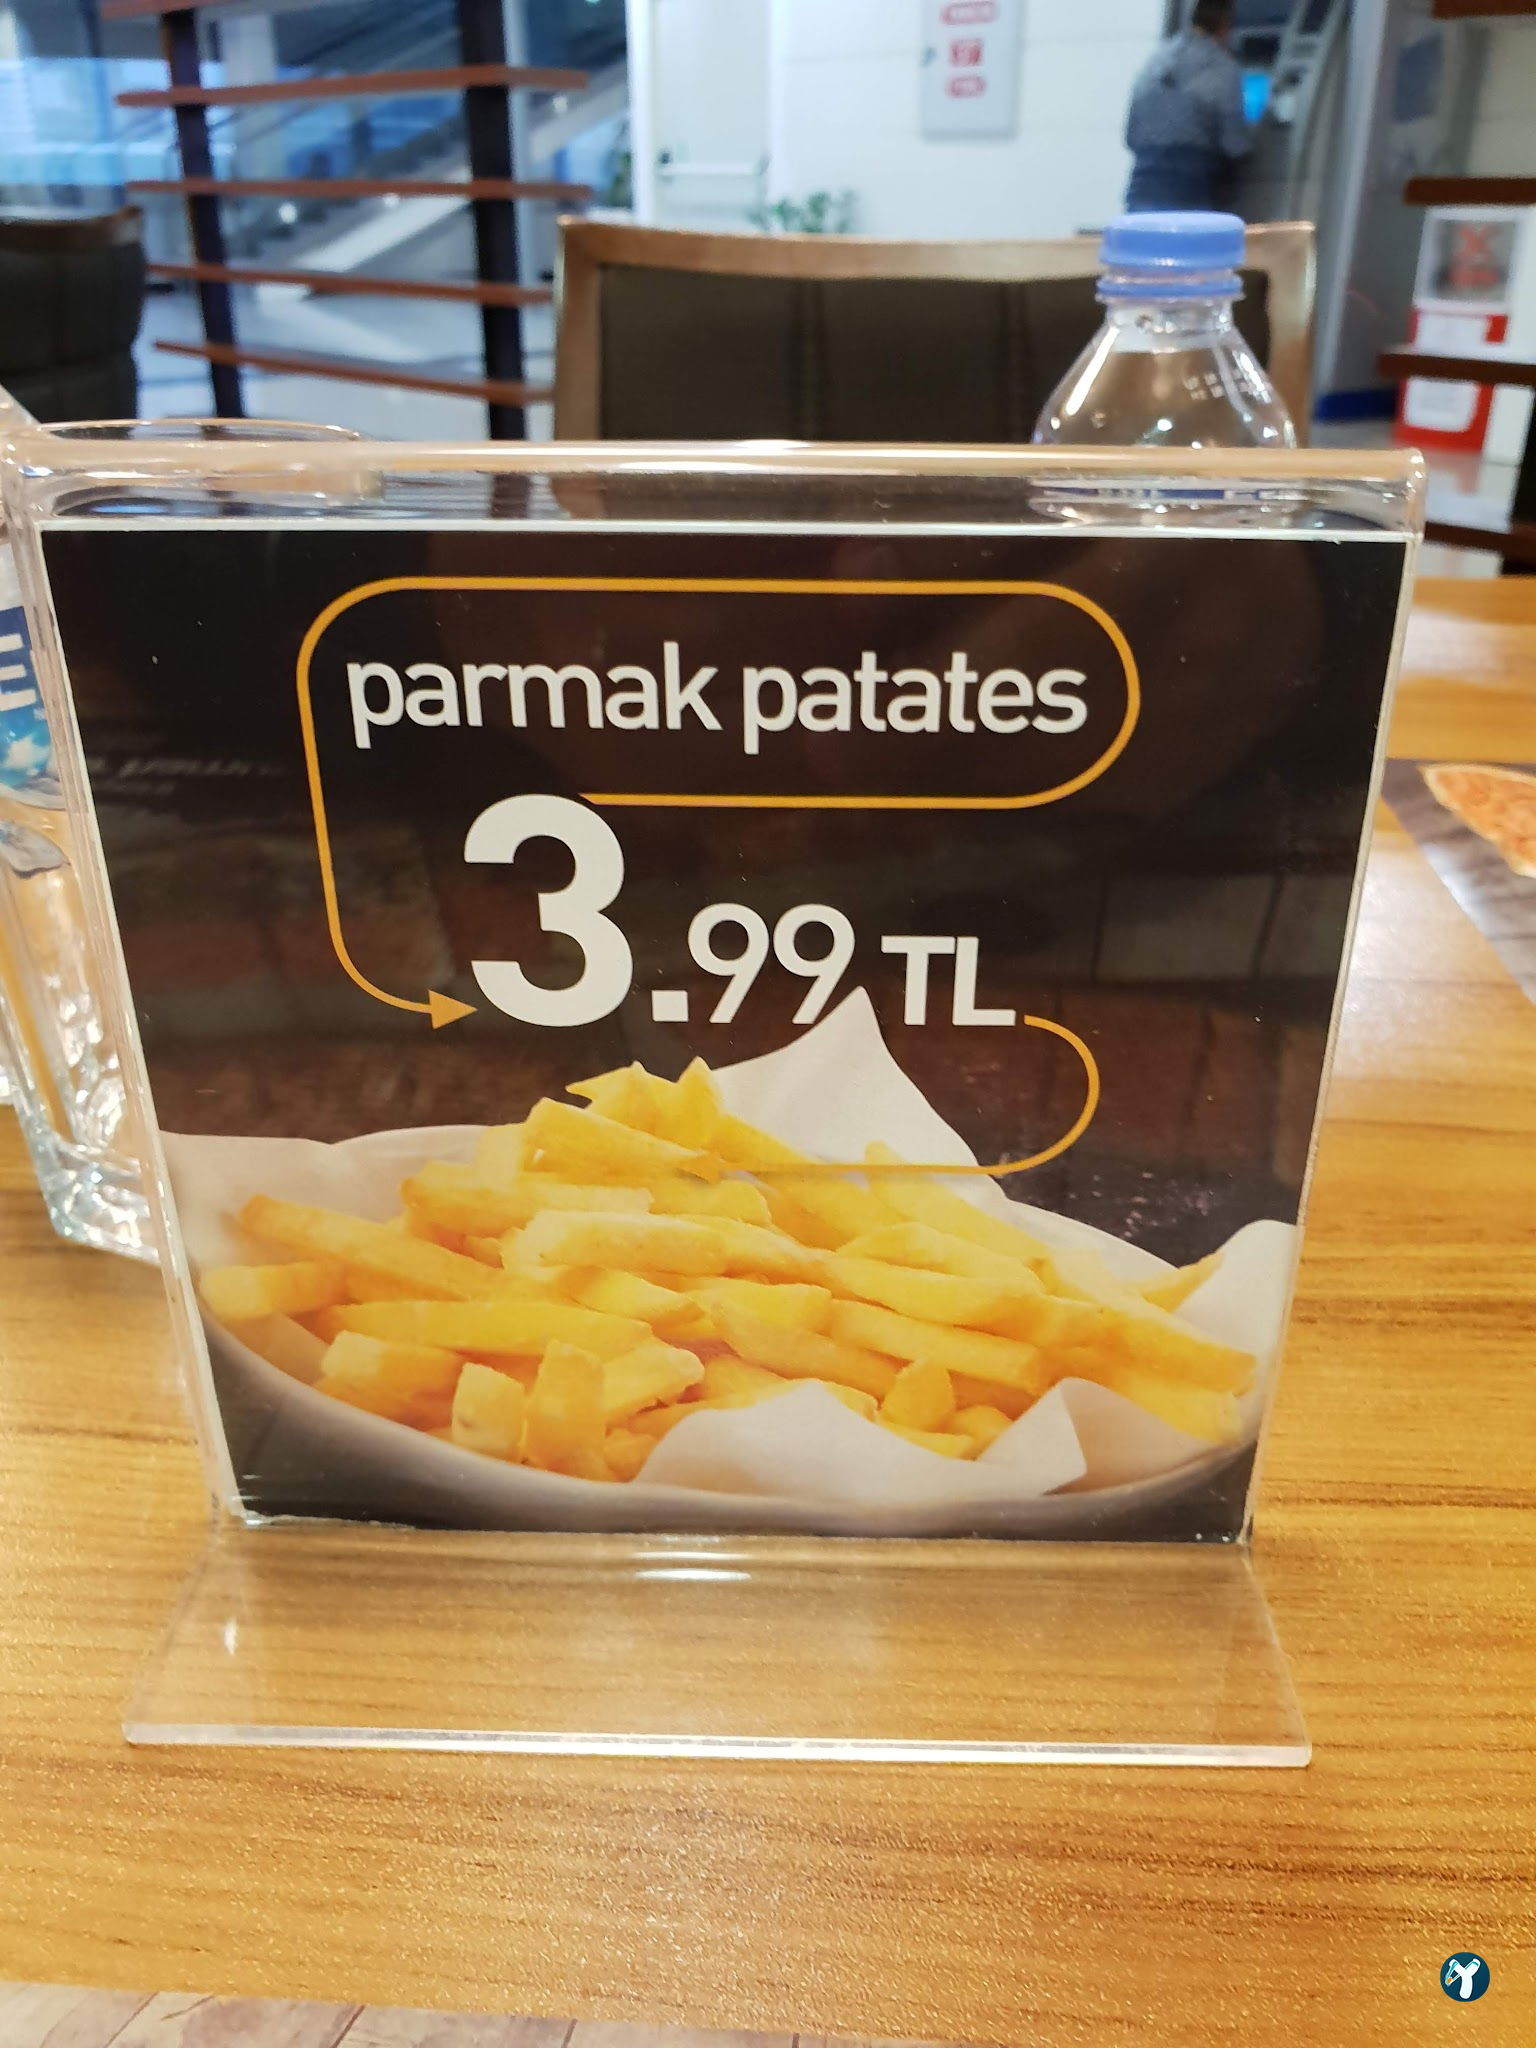 parmak patates
3.99 TL